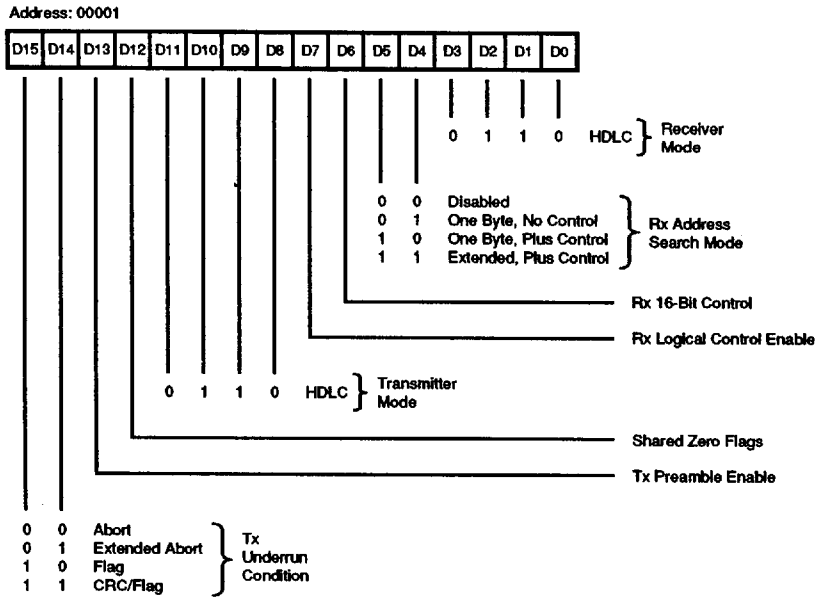 Address: 00001
D15 D14 D13 D12 D11 D10 D9 D8 D7 D6 D5 D4 D3 D2 D1 D0
0 1 1 0 HDLC
Receiver
Mode
0 0 Disabled
0 1 One Byte, No Control
1 0 One Byte, Plus Control
1 1 Extended, Plus Control
Rx Address
Search Mode
Rx 16-Bit Control
Rx Logical Control Enable
0 1 1 0 HDLC
Transmitter
Mode
Shared Zero Flags
Tx Preamble Enable
0 0 Abort
0 1 Extended Abort
1 0 Flag
1 1 CRC/Flag
Tx
Underrun
Condition